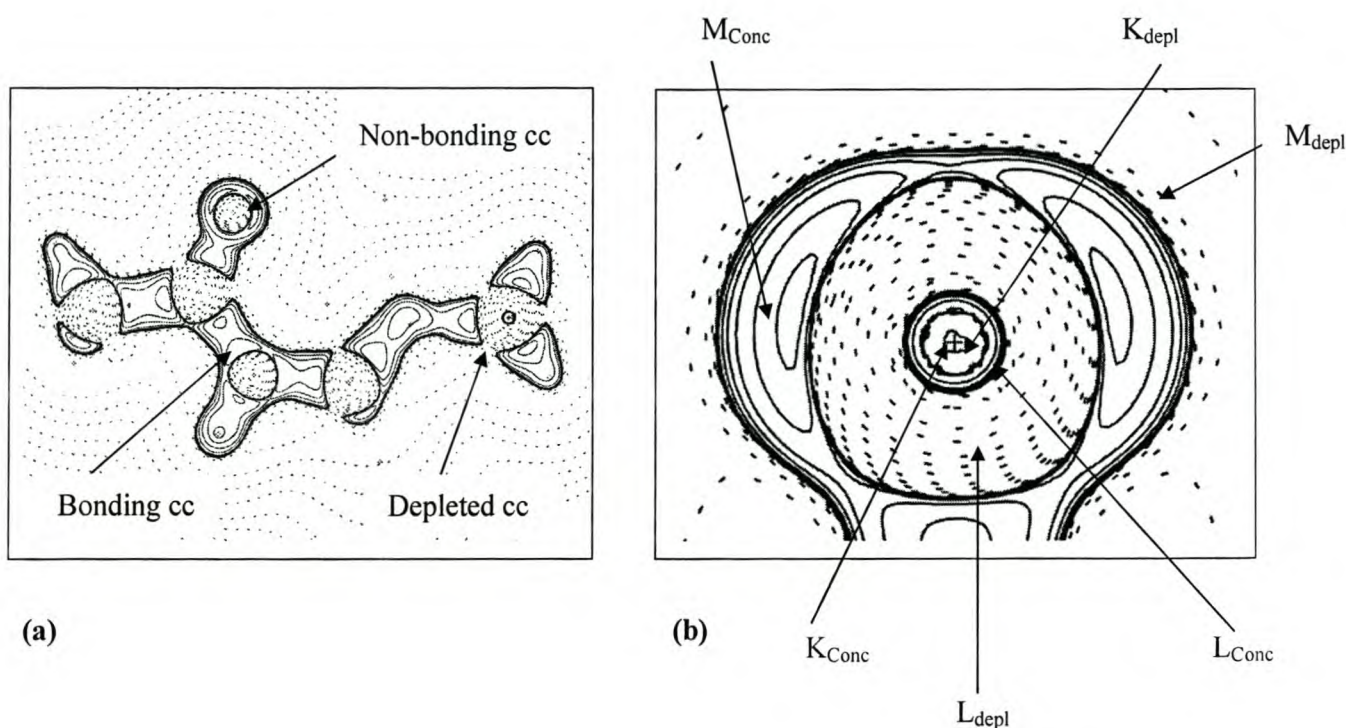 Non-bonding cc
Bonding cc
Depleted cc
(a)
M_Conc
K_depl
M_depl
K_Conc
L_Conc
L_depl
(b)